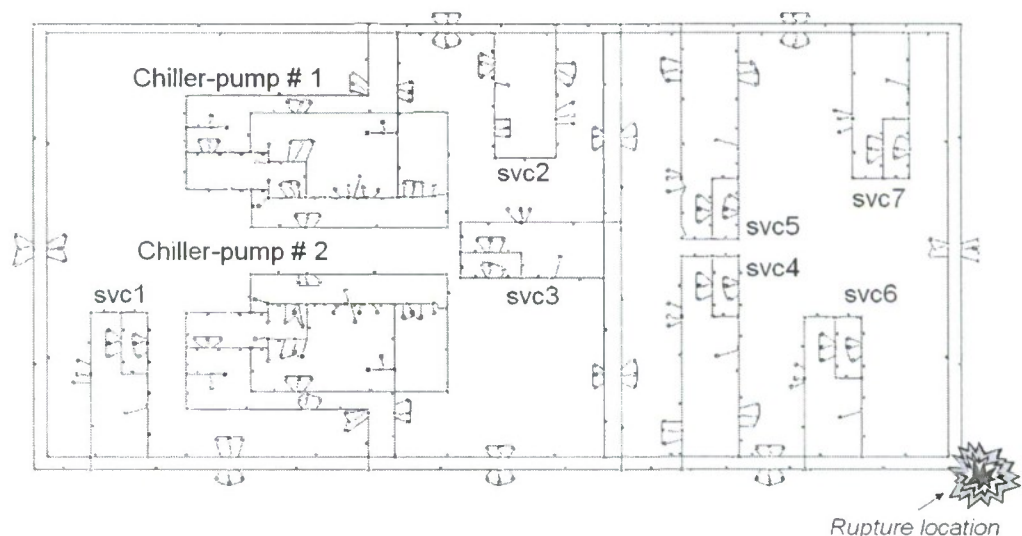 Chiller-pump # 1
svc2
svc7
svc5
Chiller-pump # 2
svc4
svc1
svc3
svc6
Rupture location